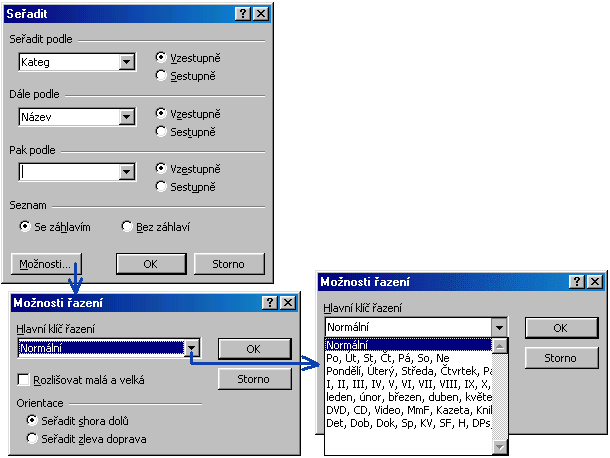 Seřadit
Seřadit podle
Kateg
Vzestupně
Sestupně
Dále podle
Název
Vzestupně
Sestupně
Pak podle
Vzestupně
Sestupně
Seznam
Se záhlavím
Bez záhlaví
Možnosti...
OK
Storno
Možnosti řazení
Hlavní klíč řazení
Normální
OK
Rozlišovat malá a velká
Storno
Orientace
Seřadit shora dolů
Seřadit zleva doprava
Možnosti řazení
Hlavní klíč řazení
Normální
OK
Storno
Normální
Po, Út, St, Čt, Pá, So, Ne
Pondělí, Úterý, Středa, Čtvrtek, Pá
I, II, III, IV, V, VI, VII, VIII, IX, X,
leden, únor, březen, duben, květe
DVD, CD, Video, MmF, Kazeta, Knil
Det, Dob, Dok, Sp, KV, SF, H, DPs,